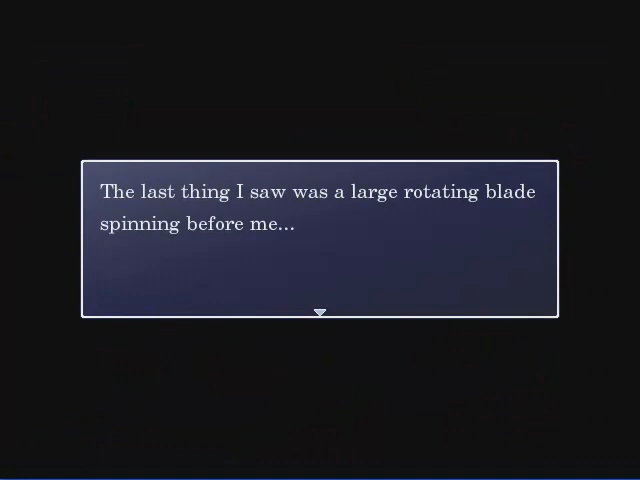 The last thing I saw was a large rotating blade
spinning before me...